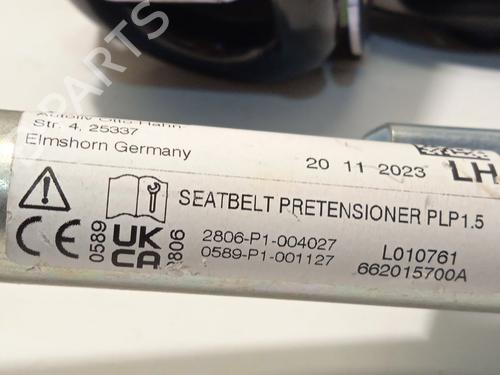 Str. 4, 25337
Elmshorn Germany
20 11 2023 LH
SEATBELT PRETENSIONER PLP1.5
CE 0589 UK CA 2806
2806-P1-004027 L010761
0589-P1-001127 662015700A
B-PARTS